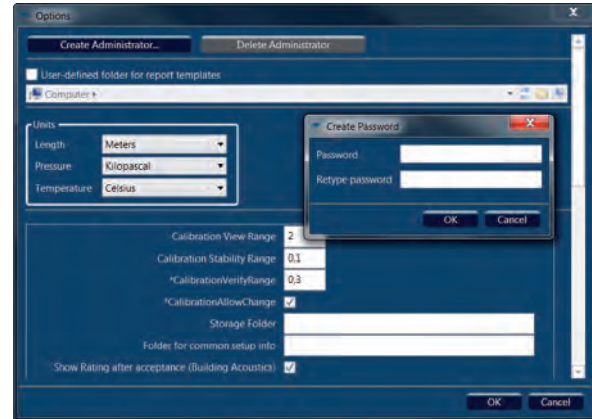 Options
X
Create Administrator... Delete Administrator
User-defined folder for report templates
Computer
Units
Length Meters
Pressure Kilopascal
Temperature Celsius
Create Password
X
Password
Retype password
OK Cancel
Calibration View Range 2
Calibration Stability Range 0,1
*CalibrationVerifyRange 0,3
*CalibrationAllowChange
Storage Folder
Folder for common setup info
Show Rating after acceptance (Building Acoustics)
OK Cancel